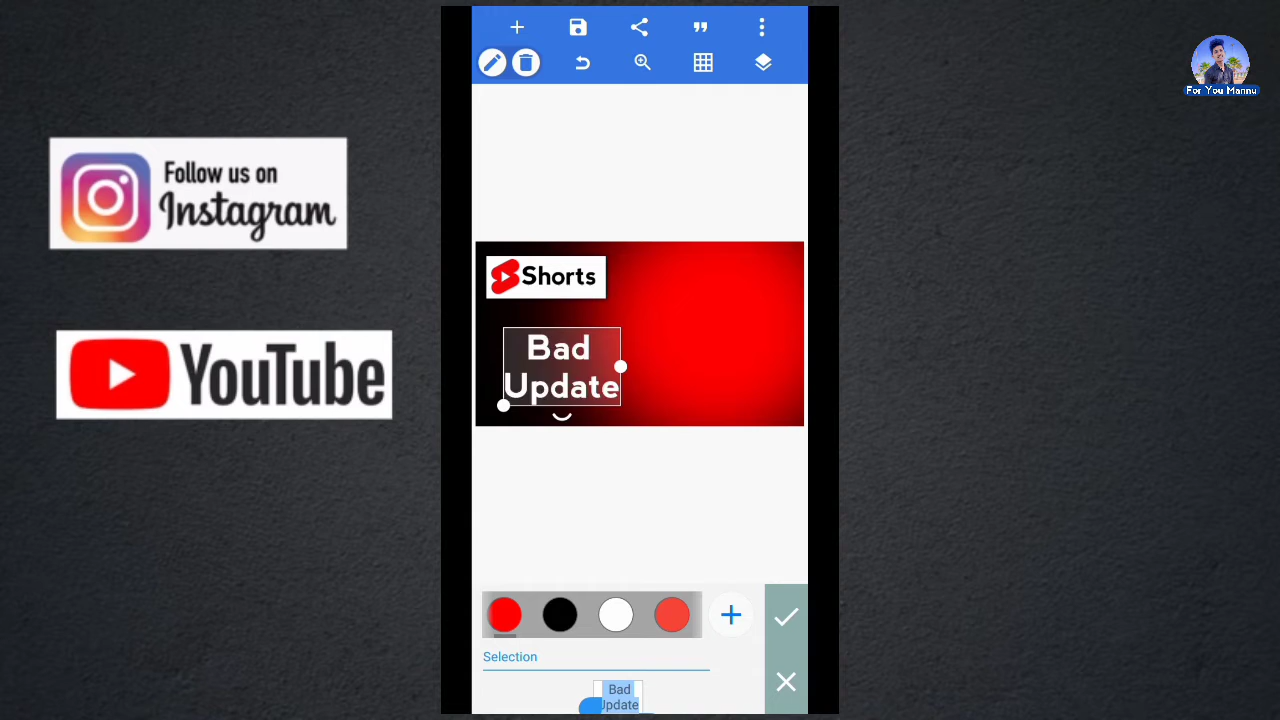 For You Mannu
Follow us on
Instagram
YouTube
Shorts
Bad
Update
Selection
Bad
Update